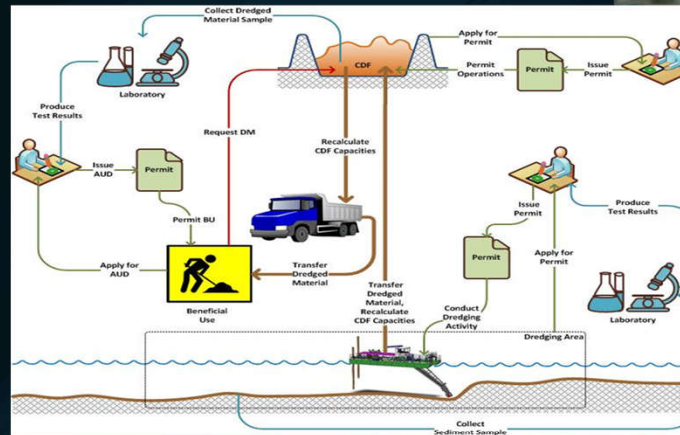 Collect Dredged
Material Sample
Apply for
Permit
CDF
Permit
Operations
Permit
Issue
Permit
Laboratory
Produce
Test Results
Request DM
Recalculate
CDF Capacities
Issue
AUD
Permit
Permit BU
Issue
Permit
Produce
Test Results
Apply for
AUD
Transfer
Dredged
Material
Permit
Apply for
Permit
Beneficial
Use
Transfer
Dredged
Material,
Recalculate
CDF Capacities
Conduct
Dredging
Activity
Laboratory
Dredging Area
Collect
Sediment Sample